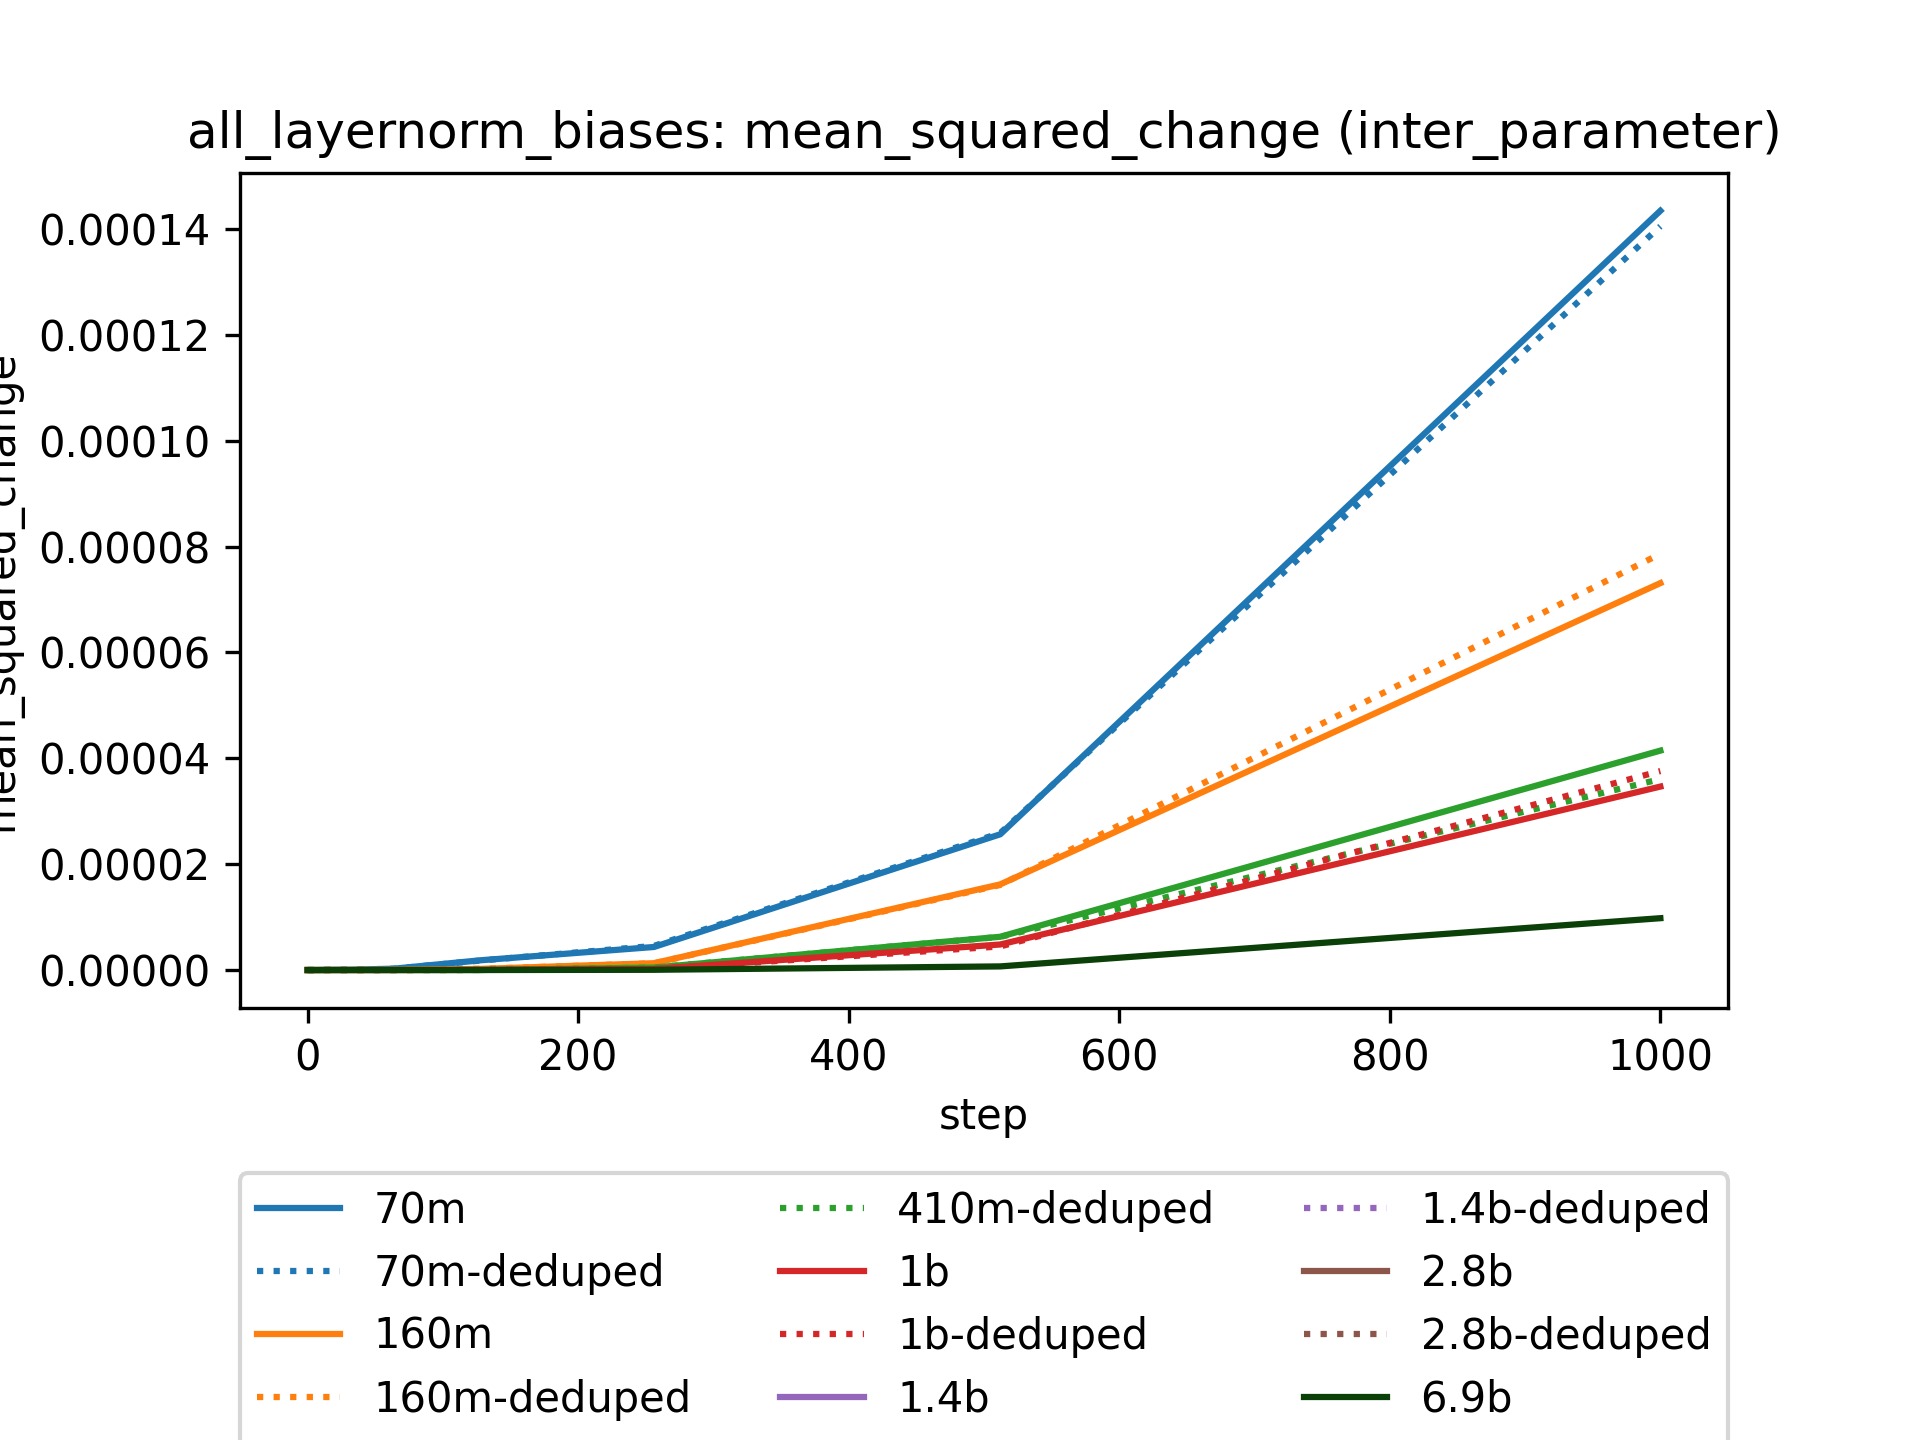 all_layernorm_biases: mean_squared_change (inter_parameter)
mean_squared_change
0.00014
0.00012
0.00010
0.00008
0.00006
0.00004
0.00002
0.00000
0 200 400 600 800 1000
step
70m 410m-deduped 1.4b-deduped
70m-deduped 1b 2.8b
160m 1b-deduped 2.8b-deduped
160m-deduped 1.4b 6.9b